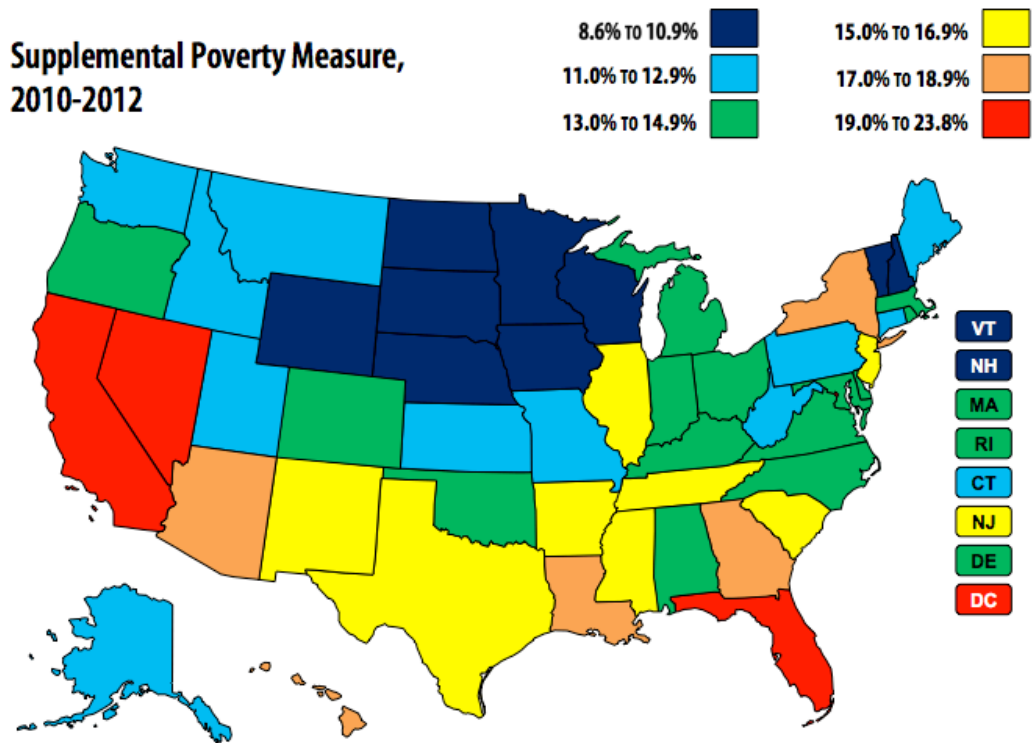 Supplemental Poverty Measure,
2010-2012
8.6% TO 10.9%
11.0% TO 12.9%
13.0% TO 14.9%
15.0% TO 16.9%
17.0% TO 18.9%
19.0% TO 23.8%
VT
NH
MA
RI
CT
NJ
DE
DC